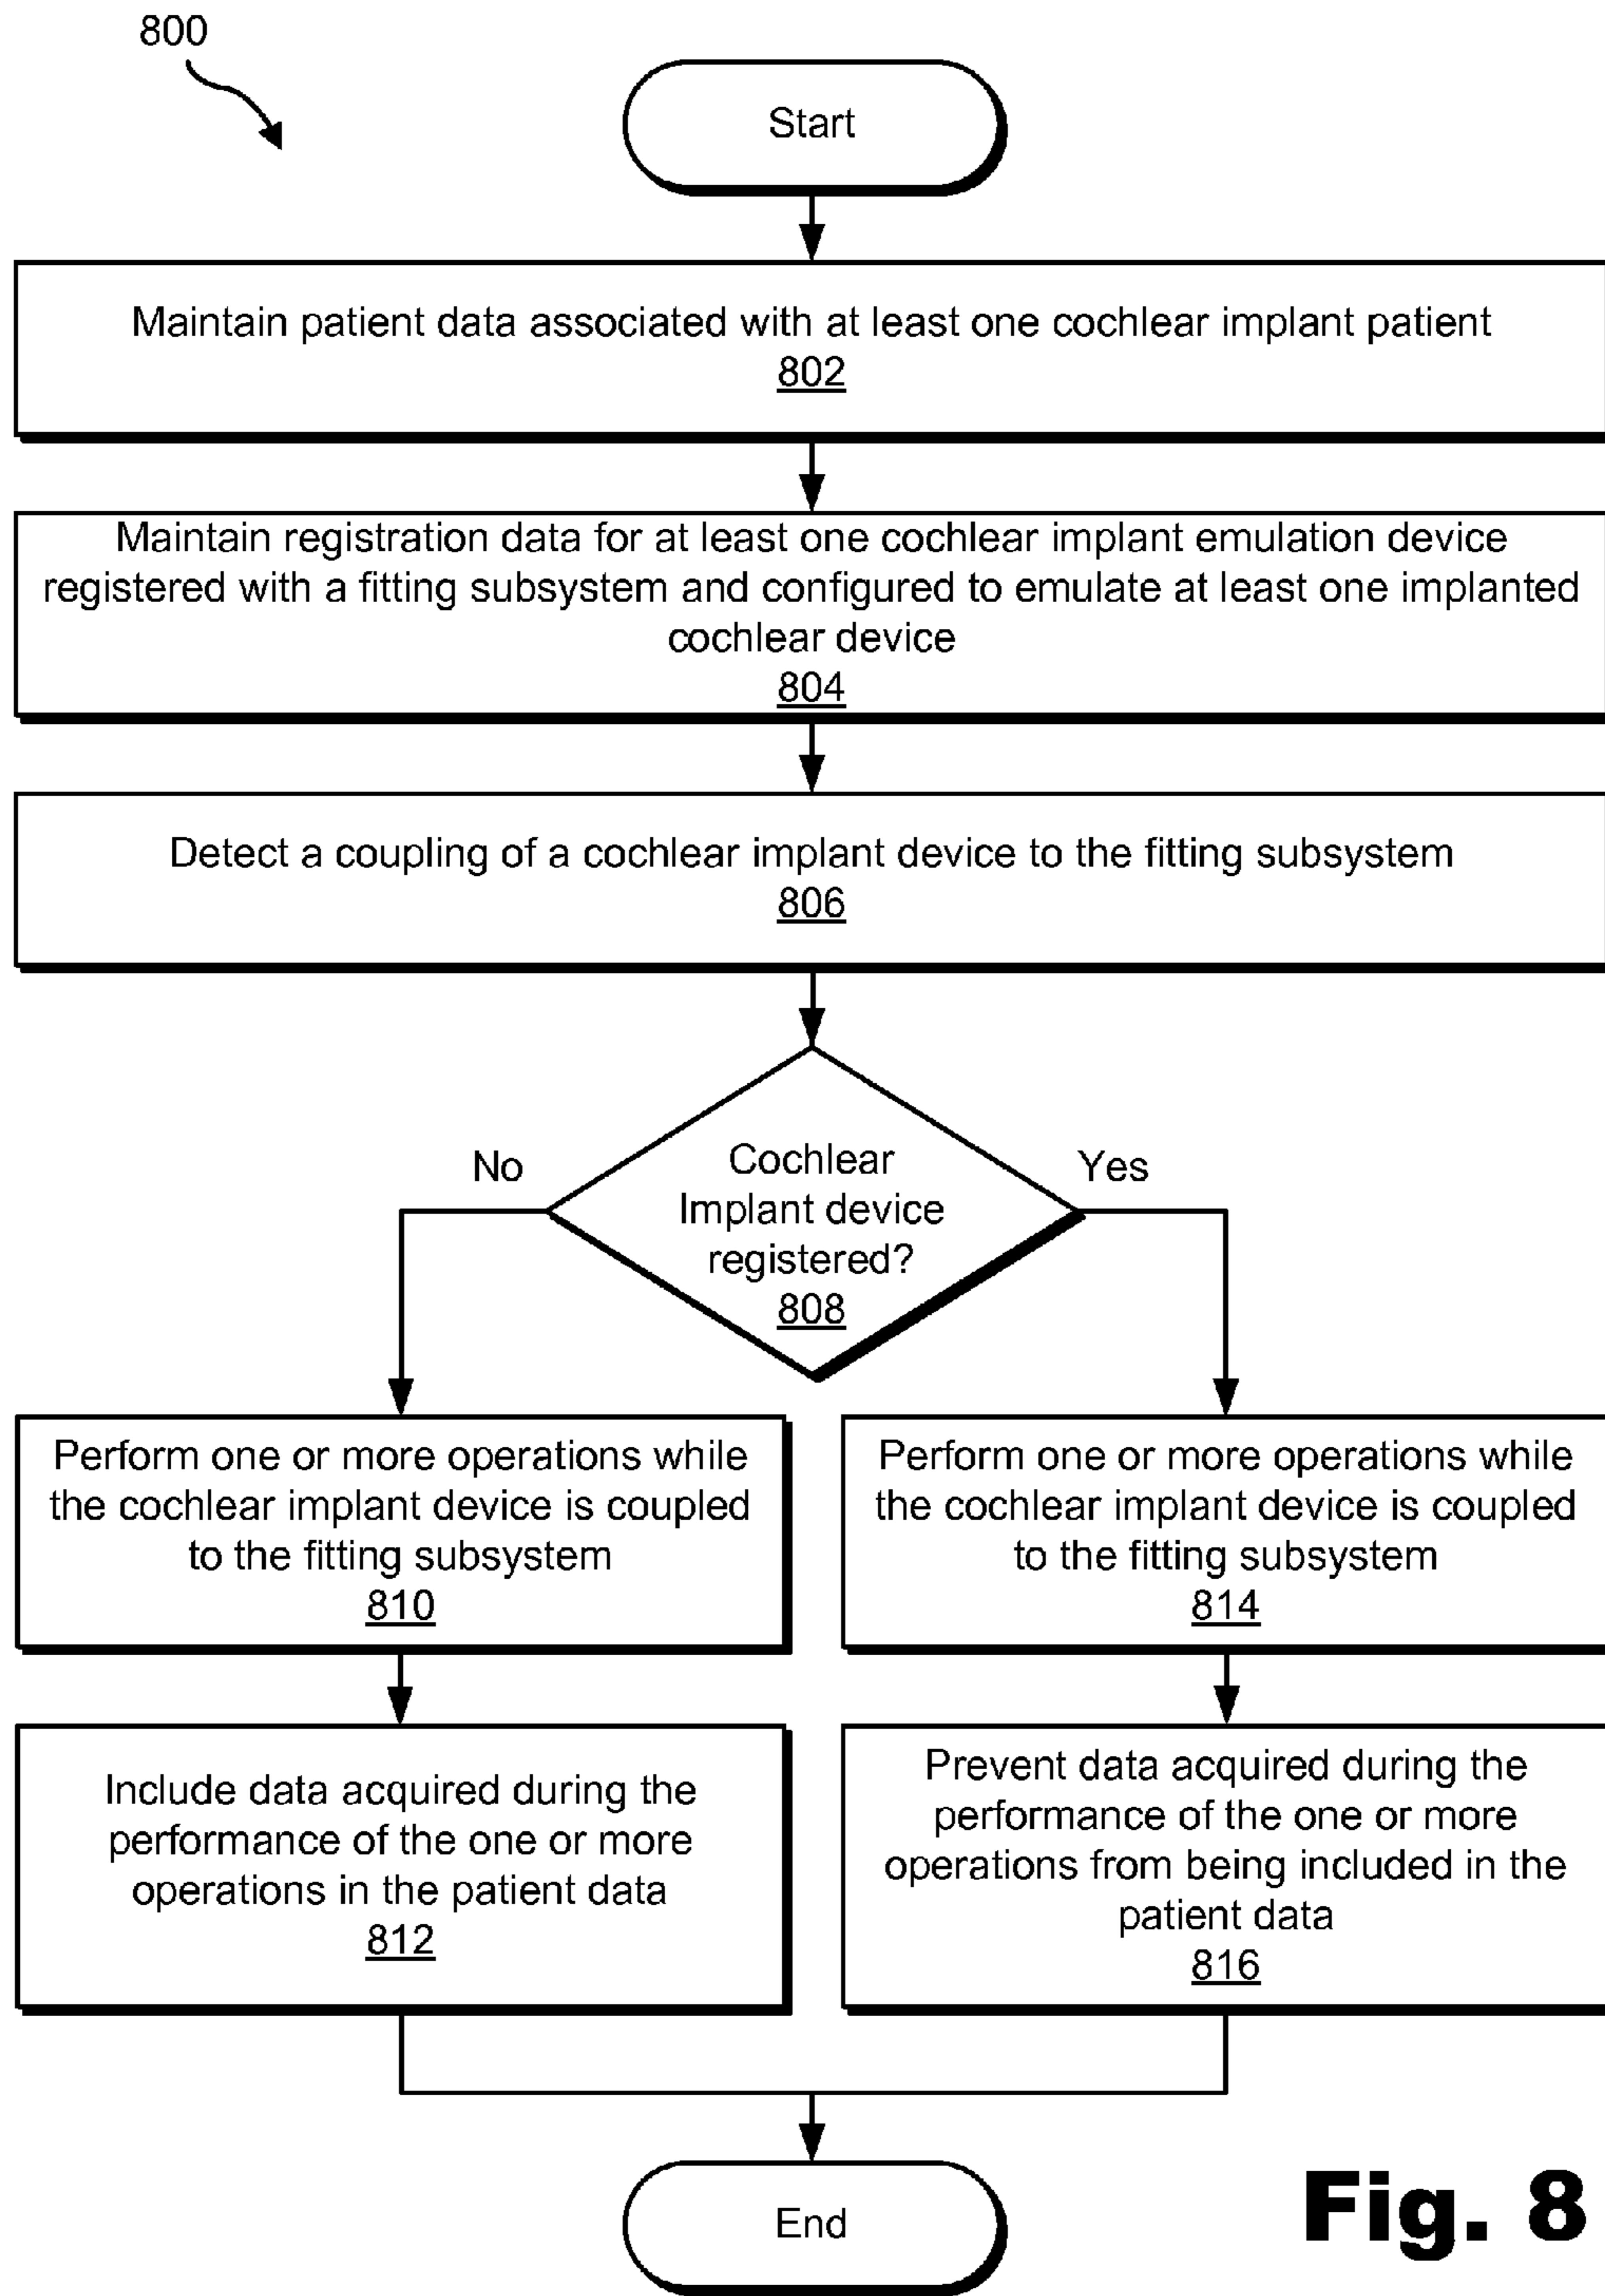 800
Start
Maintain patient data associated with at least one cochlear implant patient
802
Maintain registration data for at least one cochlear implant emulation device
registered with a fitting subsystem and configured to emulate at least one implanted
cochlear device
804
Detect a coupling of a cochlear implant device to the fitting subsystem
806
Cochlear
Implant device
registered?
808
No
Yes
Perform one or more operations while
the cochlear implant device is coupled
to the fitting subsystem
810
Perform one or more operations while
the cochlear implant device is coupled
to the fitting subsystem
814
Include data acquired during the
performance of the one or more
operations in the patient data
812
Prevent data acquired during the
performance of the one or more
operations from being included in the
patient data
816
End
Fig. 8